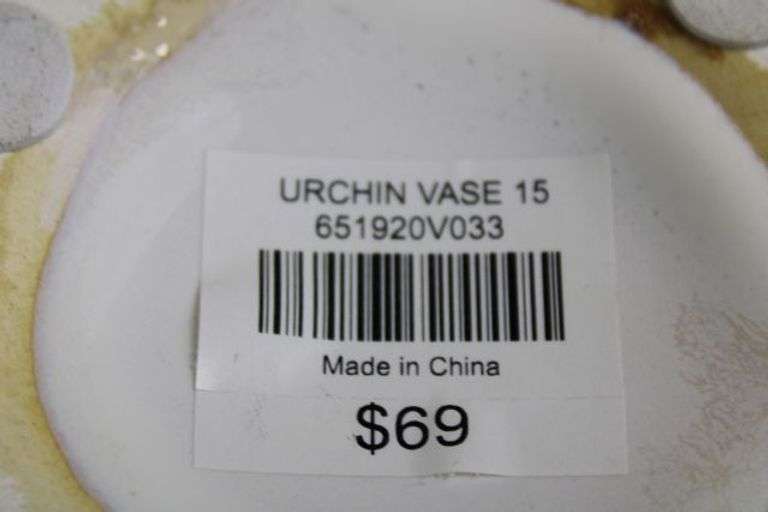 URCHIN VASE 15
651920V033
Made in China
$69